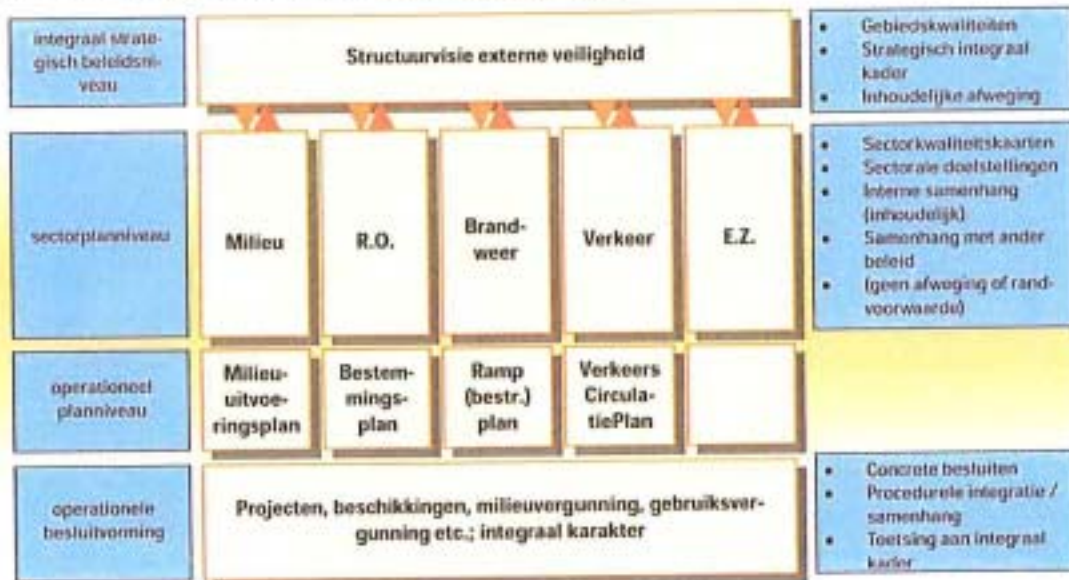 integraal strate-
gisch beleidsni-
veau
Structuurvisie externe veiligheid
• Gebiedskwaliteiten
• Strategisch integraal
kader
• Inhoudelijke afweging
sectorplanniveau
Milieu
R.O.
Brand-
weer
Verkeer
E.Z.
• Sectorkwaliteitskaarten
• Sectorale doelstellingen
• Interne samenhang
(inhoudelijk)
• Samenhang met ander
beleid
• (geen afweging of rand-
voorwaarde)
operationeel
planniveau
Milieu-
uitvoe-
ringsplan
Bestem-
mings-
plan
Ramp
(bestr.)
plan
Verkeers
Circula-
tiePlan
operationele
besluitvorming
Projecten, beschikkingen, milieuvergunning, gebruiksver-
gunning etc.; integraal karakter
• Concrete besluiten
• Procedurele integratie /
samenhang
• Toetsing aan integraal
kader